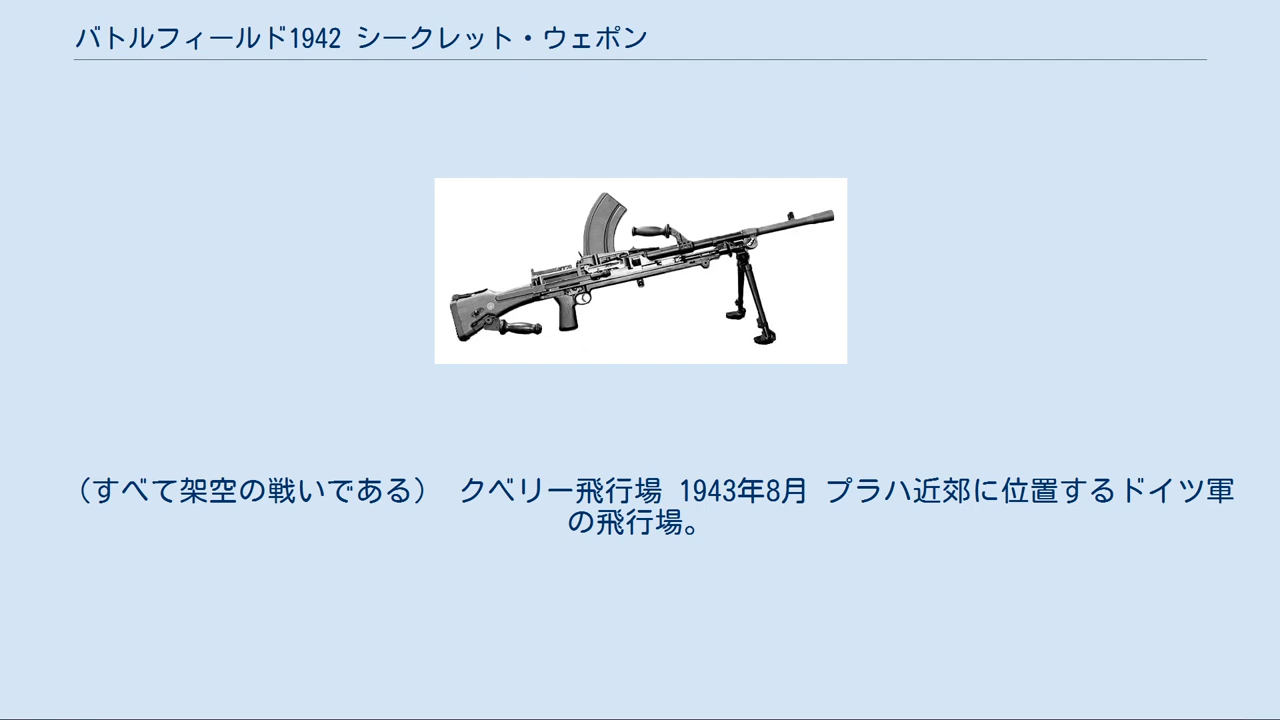 バトルフィールド1942 シークレット・ウェポン
（すべて架空の戦いである） クベリー飛行場 1943年8月 プラハ近郊に位置するドイツ軍
の飛行場。